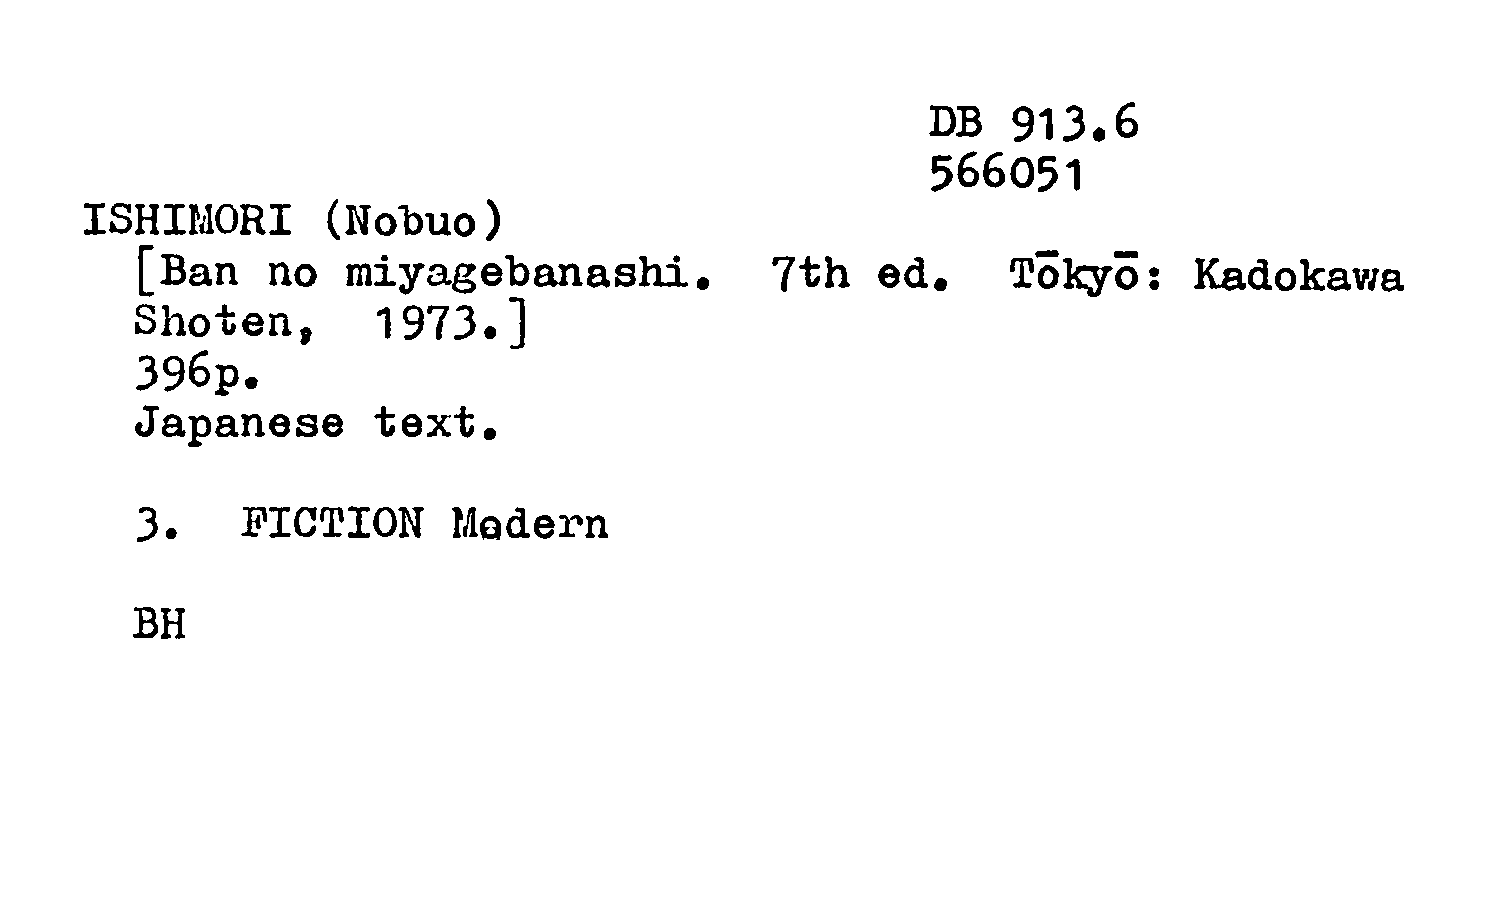 DB 913.6
566051
ISHIMORI (Nobuo)
[Ban no miyagebanashi. 7th ed. Tōkyō: Kadokawa
Shoten, 1973.]
396p.
Japanese text.
3. FICTION Modern
BH